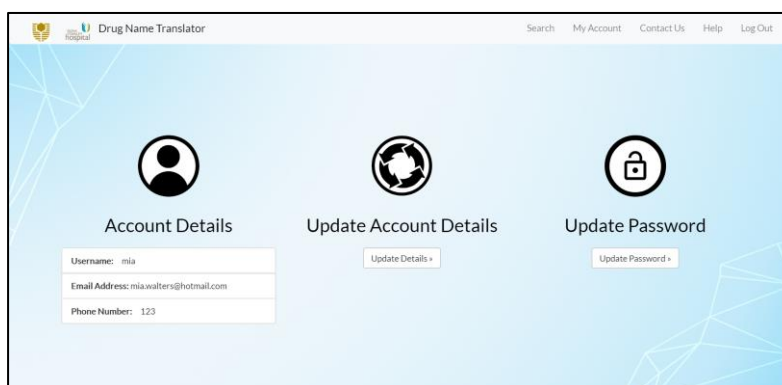 hospital
Drug Name Translator
Search My Account Contact Us Help Log Out
Account Details
Update Account Details
Update Password
Username: mia
Update Details »
Update Password »
Email Address: mia.walters@hotmail.com
Phone Number: 123